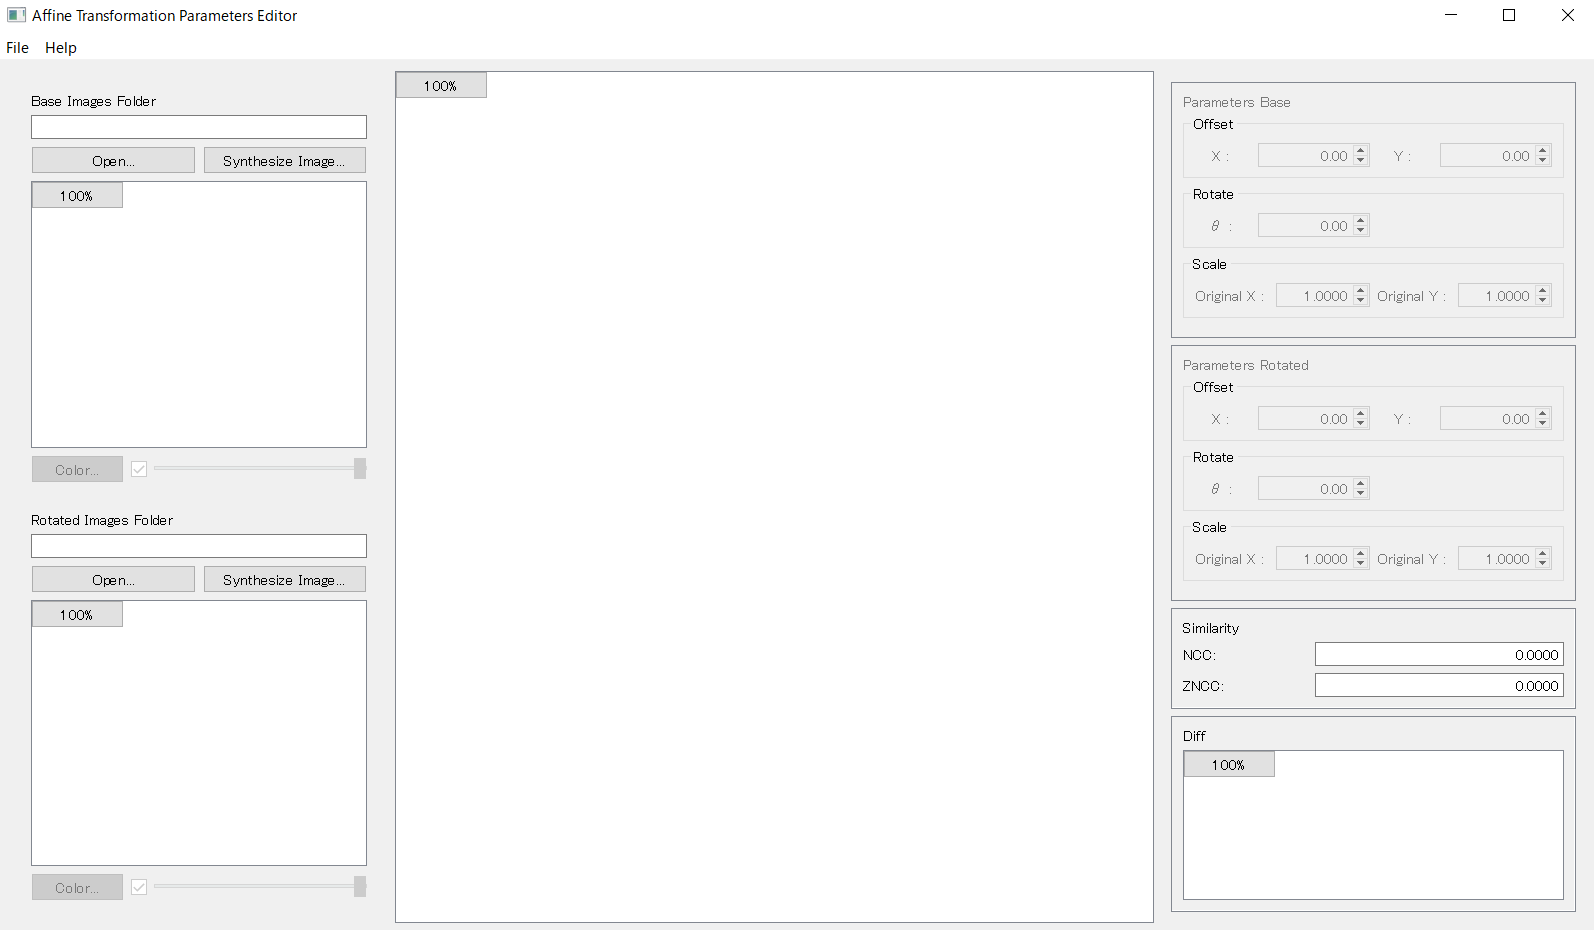 Affine Transformation Parameters Editor
File Help
Base Images Folder
Open...
Synthesize Image...
100%
Color...
Rotated Images Folder
Open...
Synthesize Image...
100%
Color...
100%
Parameters Base
Offset
X : 0.00 Y : 0.00
Rotate
θ : 0.00
Scale
Original X : 1.0000 Original Y : 1.0000
Parameters Rotated
Offset
X : 0.00 Y : 0.00
Rotate
θ : 0.00
Scale
Original X : 1.0000 Original Y : 1.0000
Similarity
NCC: 0.0000
ZNCC: 0.0000
Diff
100%